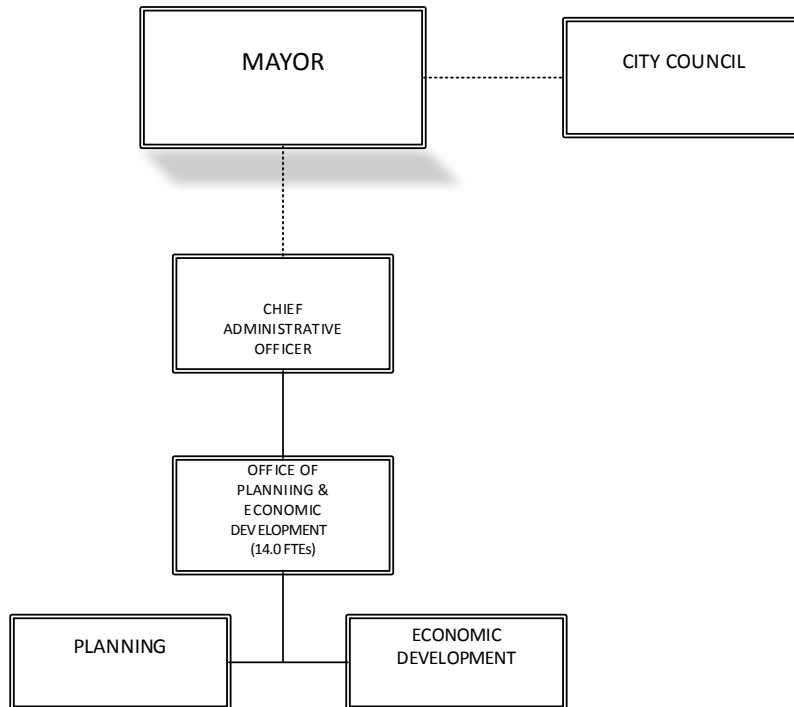 MAYOR
CITY COUNCIL
CHIEF
ADMINISTRATIVE
OFFICER
OFFICE OF
PLANNIING &
ECONOMIC
DEVELOPMENT
(14.0 FTEs)
PLANNING
ECONOMIC
DEVELOPMENT